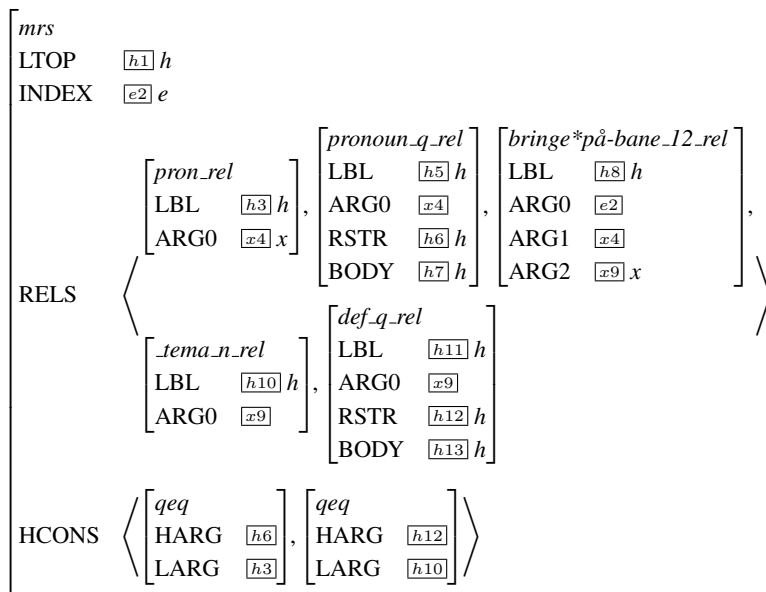 mrs
LTOP h1 h
INDEX e2 e
RELS
pron_rel
LBL h3 h
ARG0 x4 x
,
pronoun_q_rel
LBL h5 h
ARG0 x4
RSTR h6 h
BODY h7 h
,
bringe*på-bane_12_rel
LBL h8 h
ARG0 e2
ARG1 x4
ARG2 x9 x
,
_tema_n_rel
LBL h10 h
ARG0 x9
,
def_q_rel
LBL h11 h
ARG0 x9
RSTR h12 h
BODY h13 h
HCONS
qeq
HARG h6
LARG h3
,
qeq
HARG h12
LARG h10